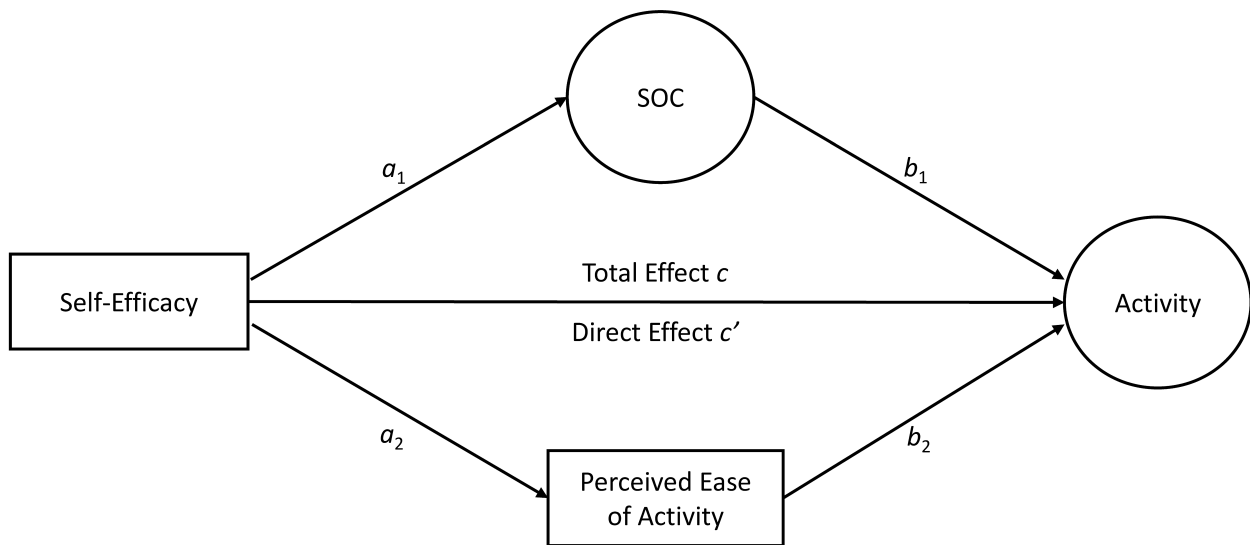 SOC
a₁
b₁
Total Effect c
Self-Efficacy
Activity
Direct Effect c’
a₂
b₂
Perceived Ease
of Activity